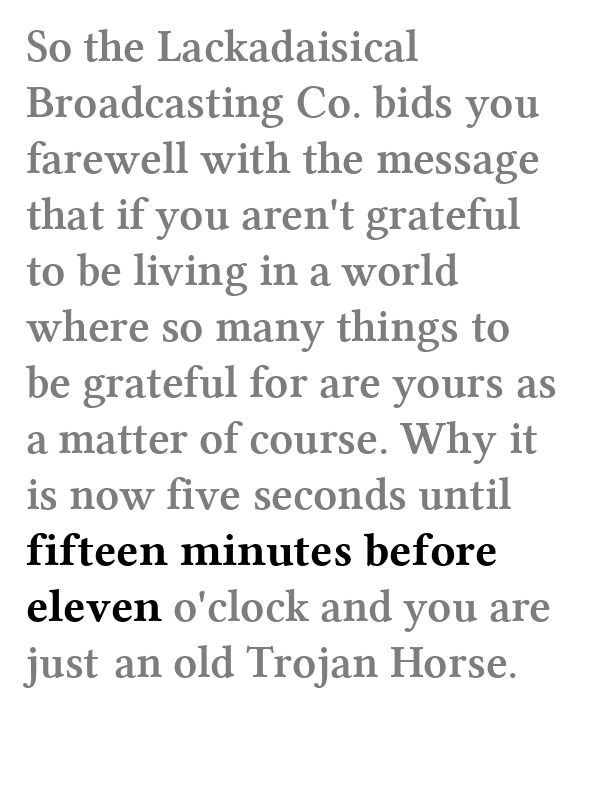 So the Lackadaisical
Broadcasting Co. bids you
farewell with the message
that if you aren't grateful
to be living in a world
where so many things to
be grateful for are yours as
a matter of course. Why it
is now five seconds until
fifteen minutes before
eleven o'clock and you are
just an old Trojan Horse.